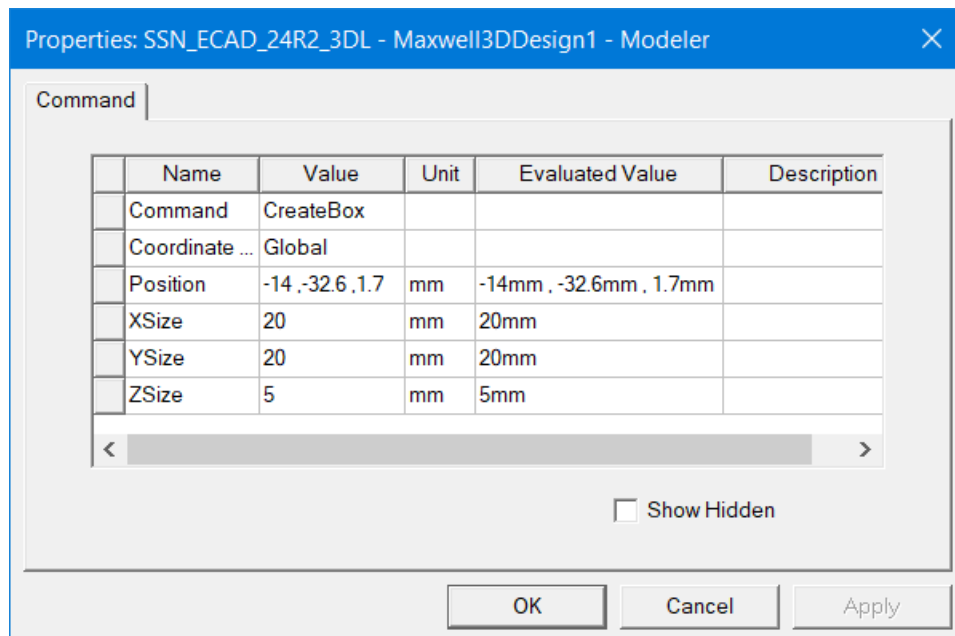 Properties: SSN_ECAD_24R2_3DL - Maxwell3DDesign1 - Modeler
Command
Name Value Unit Evaluated Value Description
Command CreateBox
Coordinate ... Global
Position -14 ,-32.6 ,1.7 mm -14mm , -32.6mm , 1.7mm
XSize 20 mm 20mm
YSize 20 mm 20mm
ZSize 5 mm 5mm
Show Hidden
OK Cancel Apply